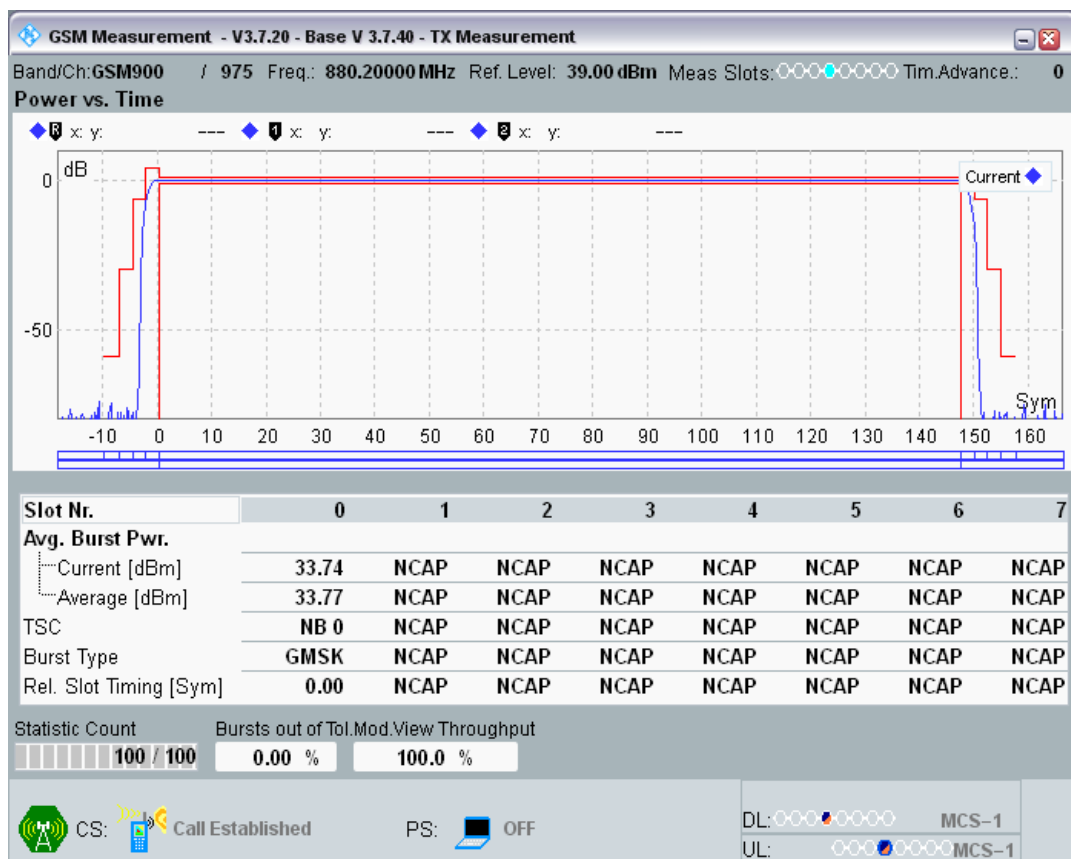 GSM Measurement - V3.7.20 - Base V 3.7.40 - TX Measurement
Band/Ch:GSM900 / 975 Freq.: 880.20000 MHz Ref. Level: 39.00 dBm Meas Slots: Tim.Advance.: 0
Power vs. Time
R x: y: --- 1 x: y: --- 2 x: y: ---
dB
Current
0
-50
Sym
-10 0 10 20 30 40 50 60 70 80 90 100 110 120 130 140 150 160
Slot Nr. 0 1 2 3 4 5 6 7
Avg. Burst Pwr.
Current [dBm] 33.74 NCAP NCAP NCAP NCAP NCAP NCAP NCAP
Average [dBm] 33.77 NCAP NCAP NCAP NCAP NCAP NCAP NCAP
TSC NB 0 NCAP NCAP NCAP NCAP NCAP NCAP NCAP
Burst Type GMSK NCAP NCAP NCAP NCAP NCAP NCAP NCAP
Rel. Slot Timing [Sym] 0.00 NCAP NCAP NCAP NCAP NCAP NCAP NCAP
Statistic Count Bursts out of Tol. Mod.View Throughput
100 / 100 0.00 % 100.0 %
CS: Call Established PS: OFF
DL: MCS-1
UL: MCS-1